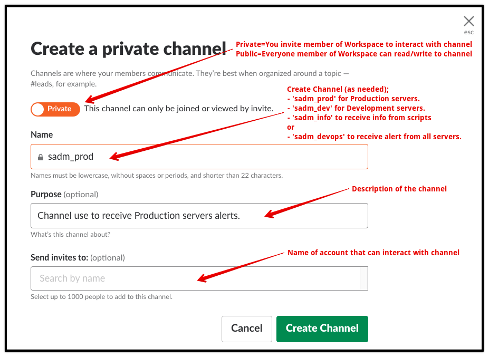 esc
Create a private channel
Private=You invite member of Workspace to interact with channel
Public=Everyone member of Workspace can read/write to channel
Channels are where your members communicate. They're best when organized around a topic —
#leads, for example.
Private
This channel can only be joined or viewed by invite.
Create Channel (as needed);
- 'sadm_prod' for Production servers.
- 'sadm_dev' for Development servers.
- 'sadm_info' to receive info from scripts
or
- 'sadm_devops' to receive alert from all servers.
Name
sadm_prod
Names must be lowercase, without spaces or periods, and shorter than 22 characters.
Purpose (optional)
Description of the channel
Channel use to receive Production servers alerts.
What's this channel about?
Send invites to: (optional)
Name of account that can interact with channel
Search by name
Select up to 1000 people to add to this channel.
Cancel
Create Channel